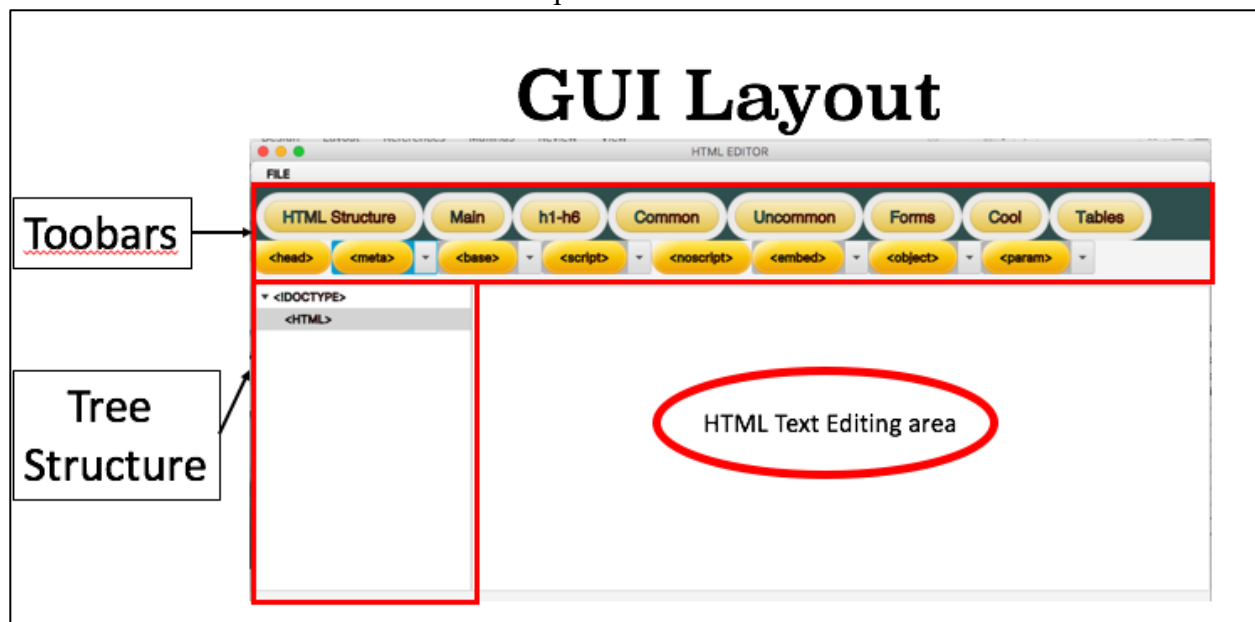 GUI Layout
HTML EDITOR
FILE
HTML Structure Main h1-h6 Common Uncommon Forms Cool Tables
Toobars
<head> <meta> <base> <script> <noscript> <embed> <object> <param>
<!DOCTYPE>
<HTML>
Tree
Structure
HTML Text Editing area